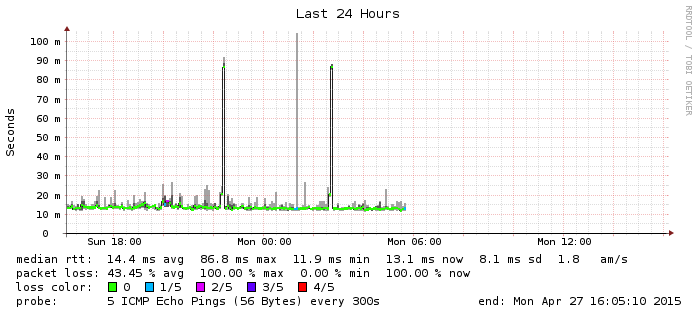 Last 24 Hours
RRDTOOL / TOBI OETIKER
Seconds
100 m
90 m
80 m
70 m
60 m
50 m
40 m
30 m
20 m
10 m
0
Sun 18:00 Mon 00:00 Mon 06:00 Mon 12:00
median rtt: 14.4 ms avg 86.8 ms max 11.9 ms min 13.1 ms now 8.1 ms sd 1.8 am/s
packet loss: 43.45 % avg 100.00 % max 0.00 % min 100.00 % now
loss color: 0 1/5 2/5 3/5 4/5
probe: 5 ICMP Echo Pings (56 Bytes) every 300s end: Mon Apr 27 16:05:10 2015